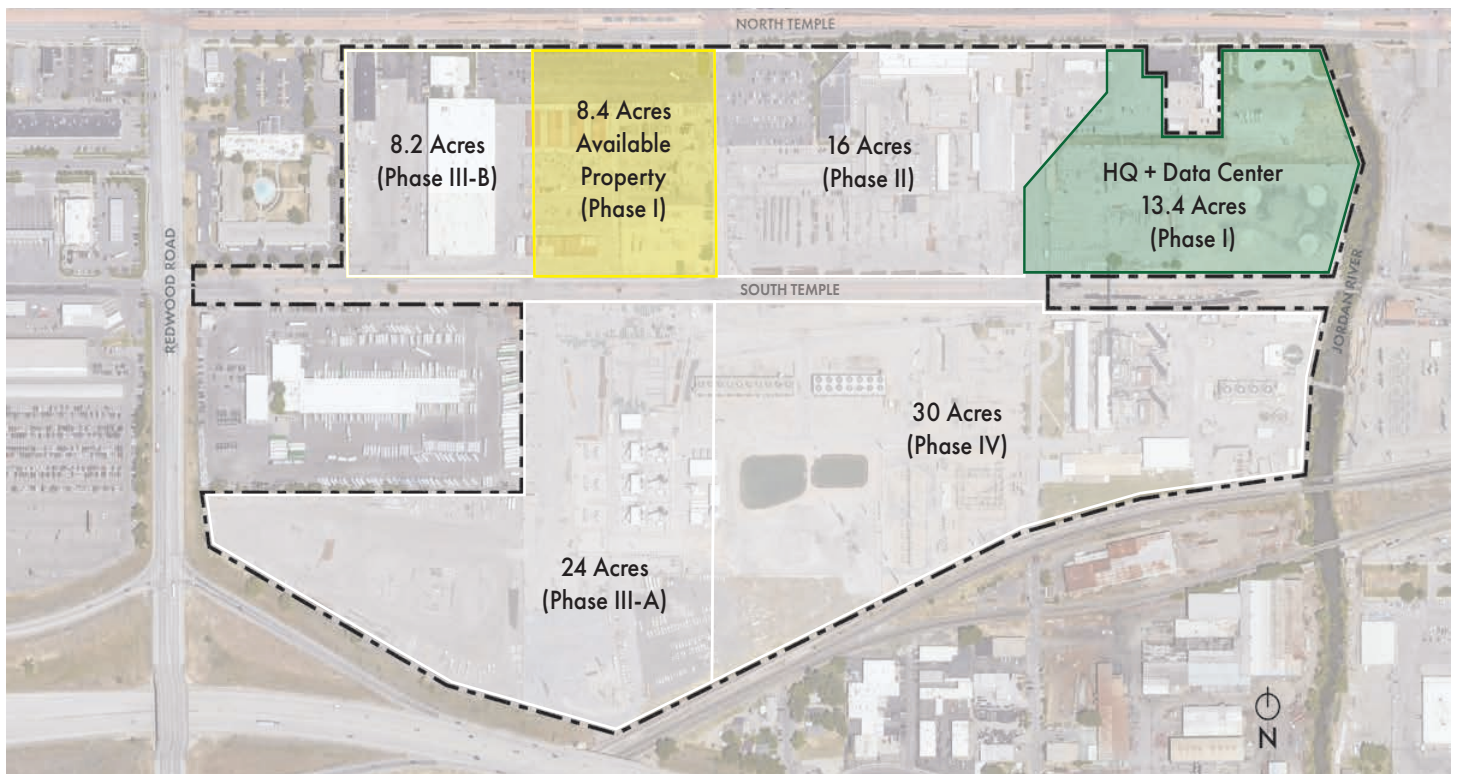 NORTH TEMPLE
8.2 Acres
(Phase III-B)
8.4 Acres
Available
Property
(Phase I)
16 Acres
(Phase II)
HQ + Data Center
13.4 Acres
(Phase I)
REDWOOD ROAD
SOUTH TEMPLE
JORDAN RIVER
30 Acres
(Phase IV)
24 Acres
(Phase III-A)
N